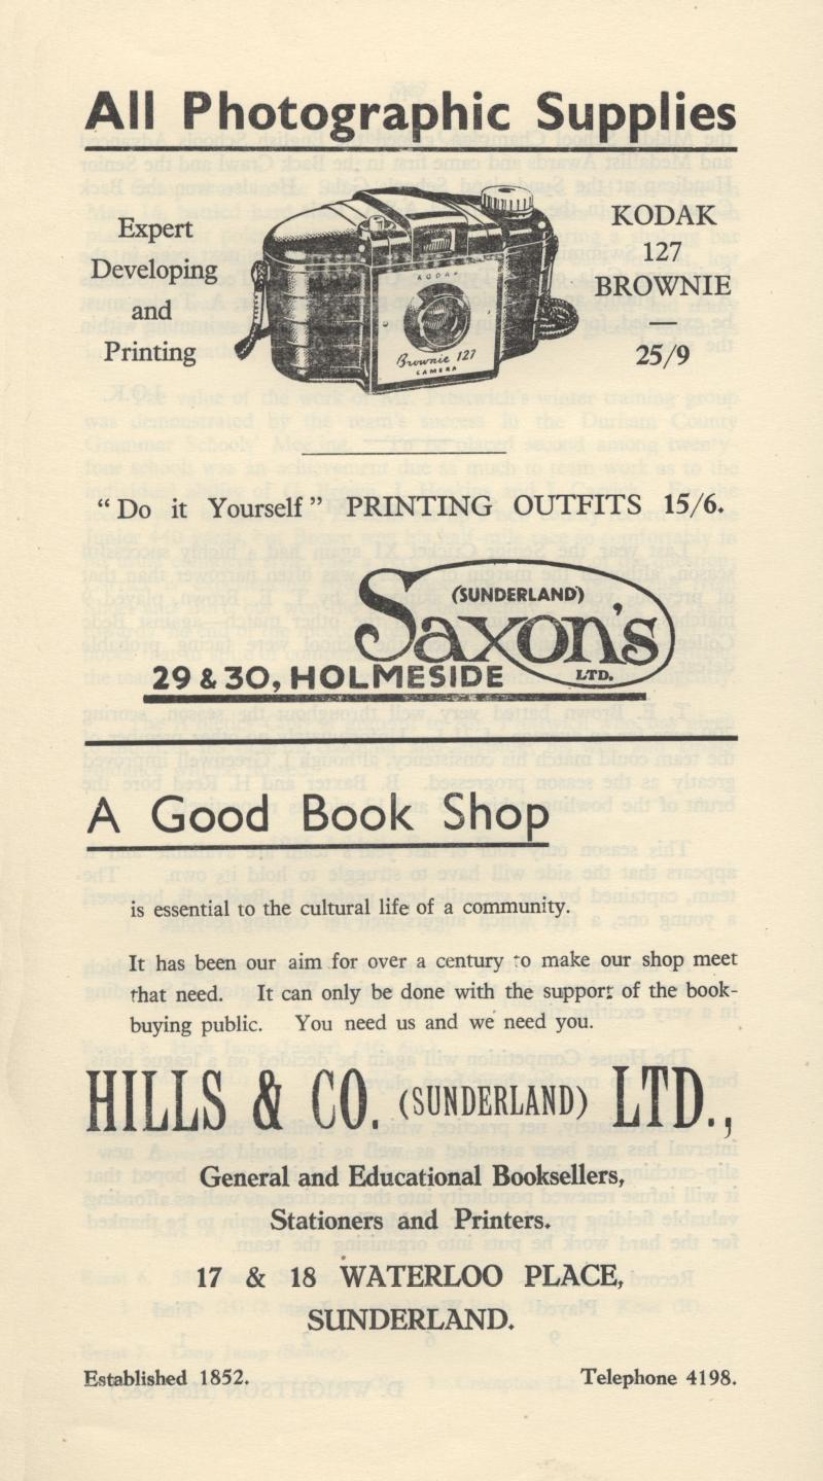 All Photographic Supplies
Expert
Developing
and
Printing
KODAK
Brownie 127
CAMERA
KODAK
127
BROWNIE
—
25/9
"Do it Yourself" PRINTING OUTFITS 15/6.
(SUNDERLAND)
Saxon's
LTD.
29 & 30, HOLMESIDE
A Good Book Shop
is essential to the cultural life of a community.
It has been our aim for over a century to make our shop meet
that need. It can only be done with the support of the book-
buying public. You need us and we need you.
HILLS & CO. (SUNDERLAND) LTD.,
General and Educational Booksellers,
Stationers and Printers.
17 & 18 WATERLOO PLACE,
SUNDERLAND.
Established 1852. Telephone 4198.